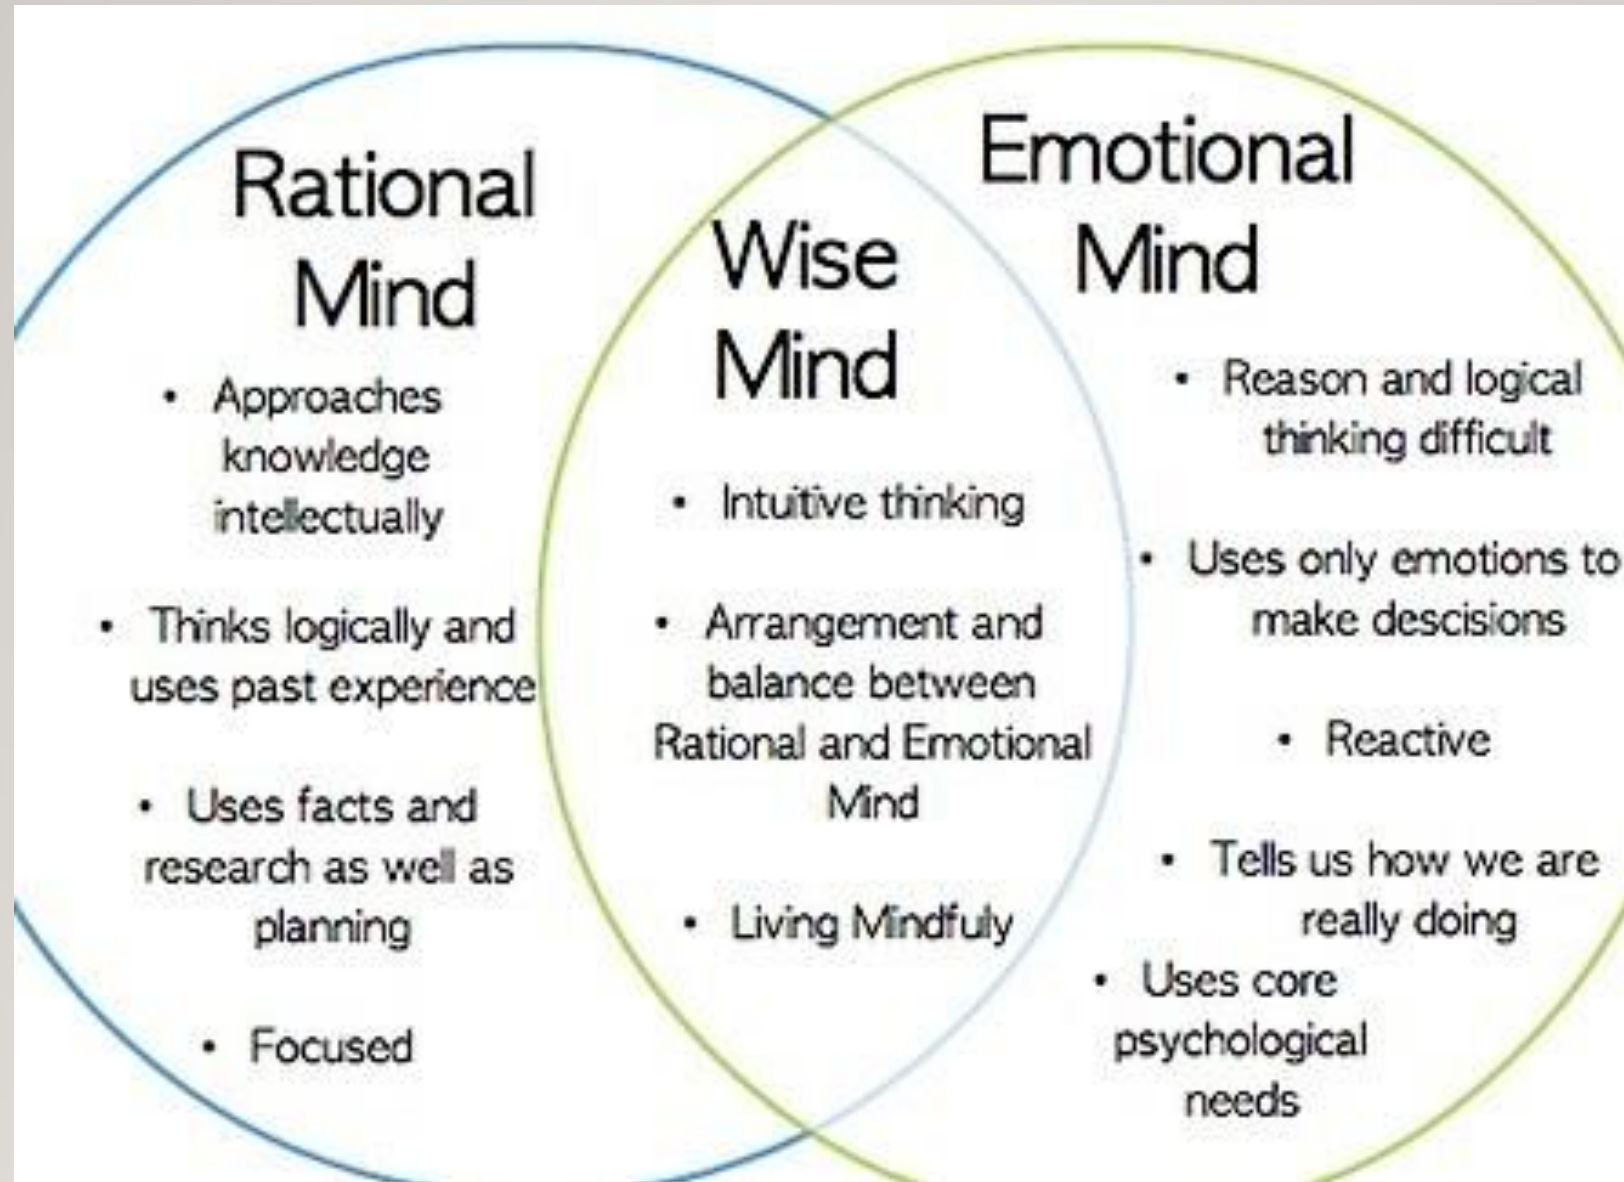 Rational
Mind
• Approaches
knowledge
intellectually
• Thinks logically and
uses past experience
• Uses facts and
research as well as
planning
• Focused
Wise
Mind
• Intuitive thinking
• Arrangement and
balance between
Rational and Emotional
Mind
• Living Mindfuly
Emotional
Mind
• Reason and logical
thinking difficult
• Uses only emotions to
make descisions
• Reactive
• Tells us how we are
really doing
• Uses core
psychological
needs